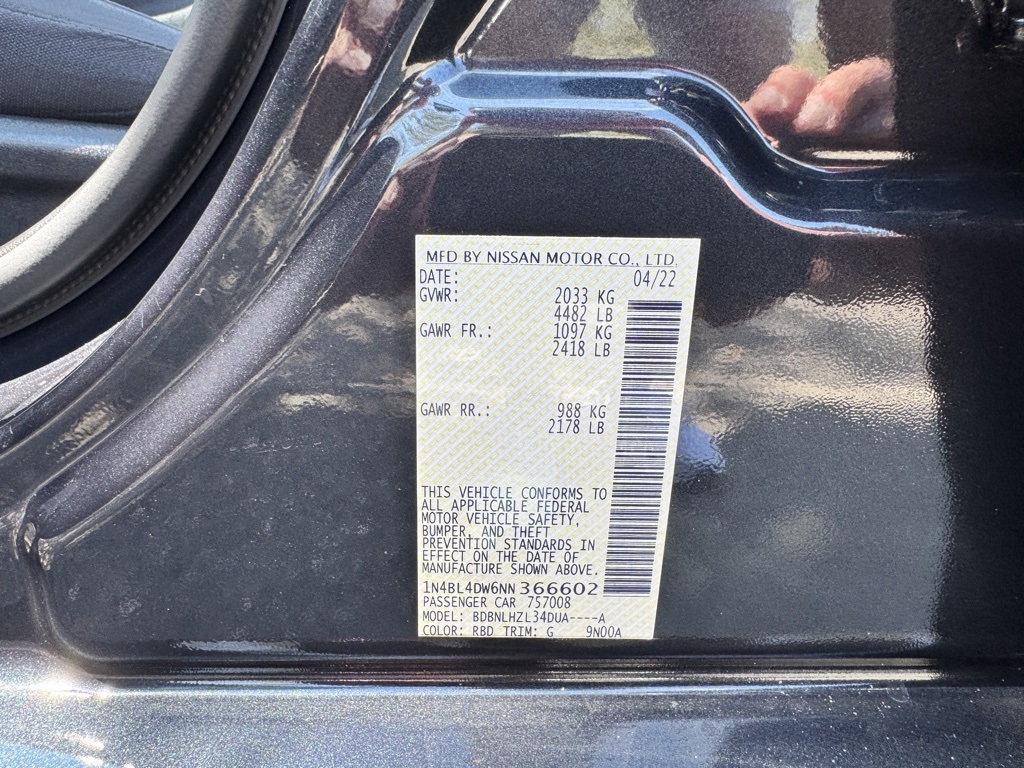 MFD BY NISSAN MOTOR CO., LTD.
DATE: 04/22
GVWR: 2033 KG
4482 LB
GAWR FR.: 1097 KG
2418 LB
GAWR RR.: 988 KG
2178 LB
THIS VEHICLE CONFORMS TO
ALL APPLICABLE FEDERAL
MOTOR VEHICLE SAFETY,
BUMPER, AND THEFT
PREVENTION STANDARDS IN
EFFECT ON THE DATE OF
MANUFACTURE SHOWN ABOVE.
1N4BL4DW6NN366602
PASSENGER CAR 757008
MODEL: BDBNLHZL34DUA----A
COLOR: RBD TRIM: G 9N00A